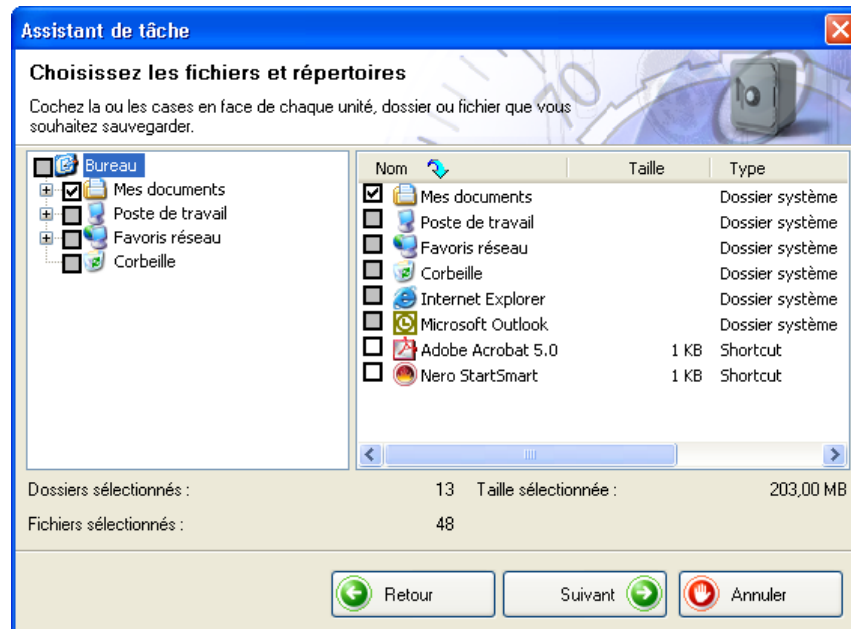 Assistant de tâche
Choisissez les fichiers et répertoires
Cochez la ou les cases en face de chaque unité, dossier ou fichier que vous
souhaitez sauvegarder.
70
Bureau
Mes documents
Poste de travail
Favoris réseau
Corbeille
Nom Taille Type
Mes documents Dossier système
Poste de travail Dossier système
Favoris réseau Dossier système
Corbeille Dossier système
Internet Explorer Dossier système
Microsoft Outlook Dossier système
Adobe Acrobat 5.0 1 KB Shortcut
Nero StartSmart 1 KB Shortcut
Dossiers sélectionnés : 13 Taille sélectionnée : 203,00 MB
Fichiers sélectionnés : 48
Retour Suivant Annuler